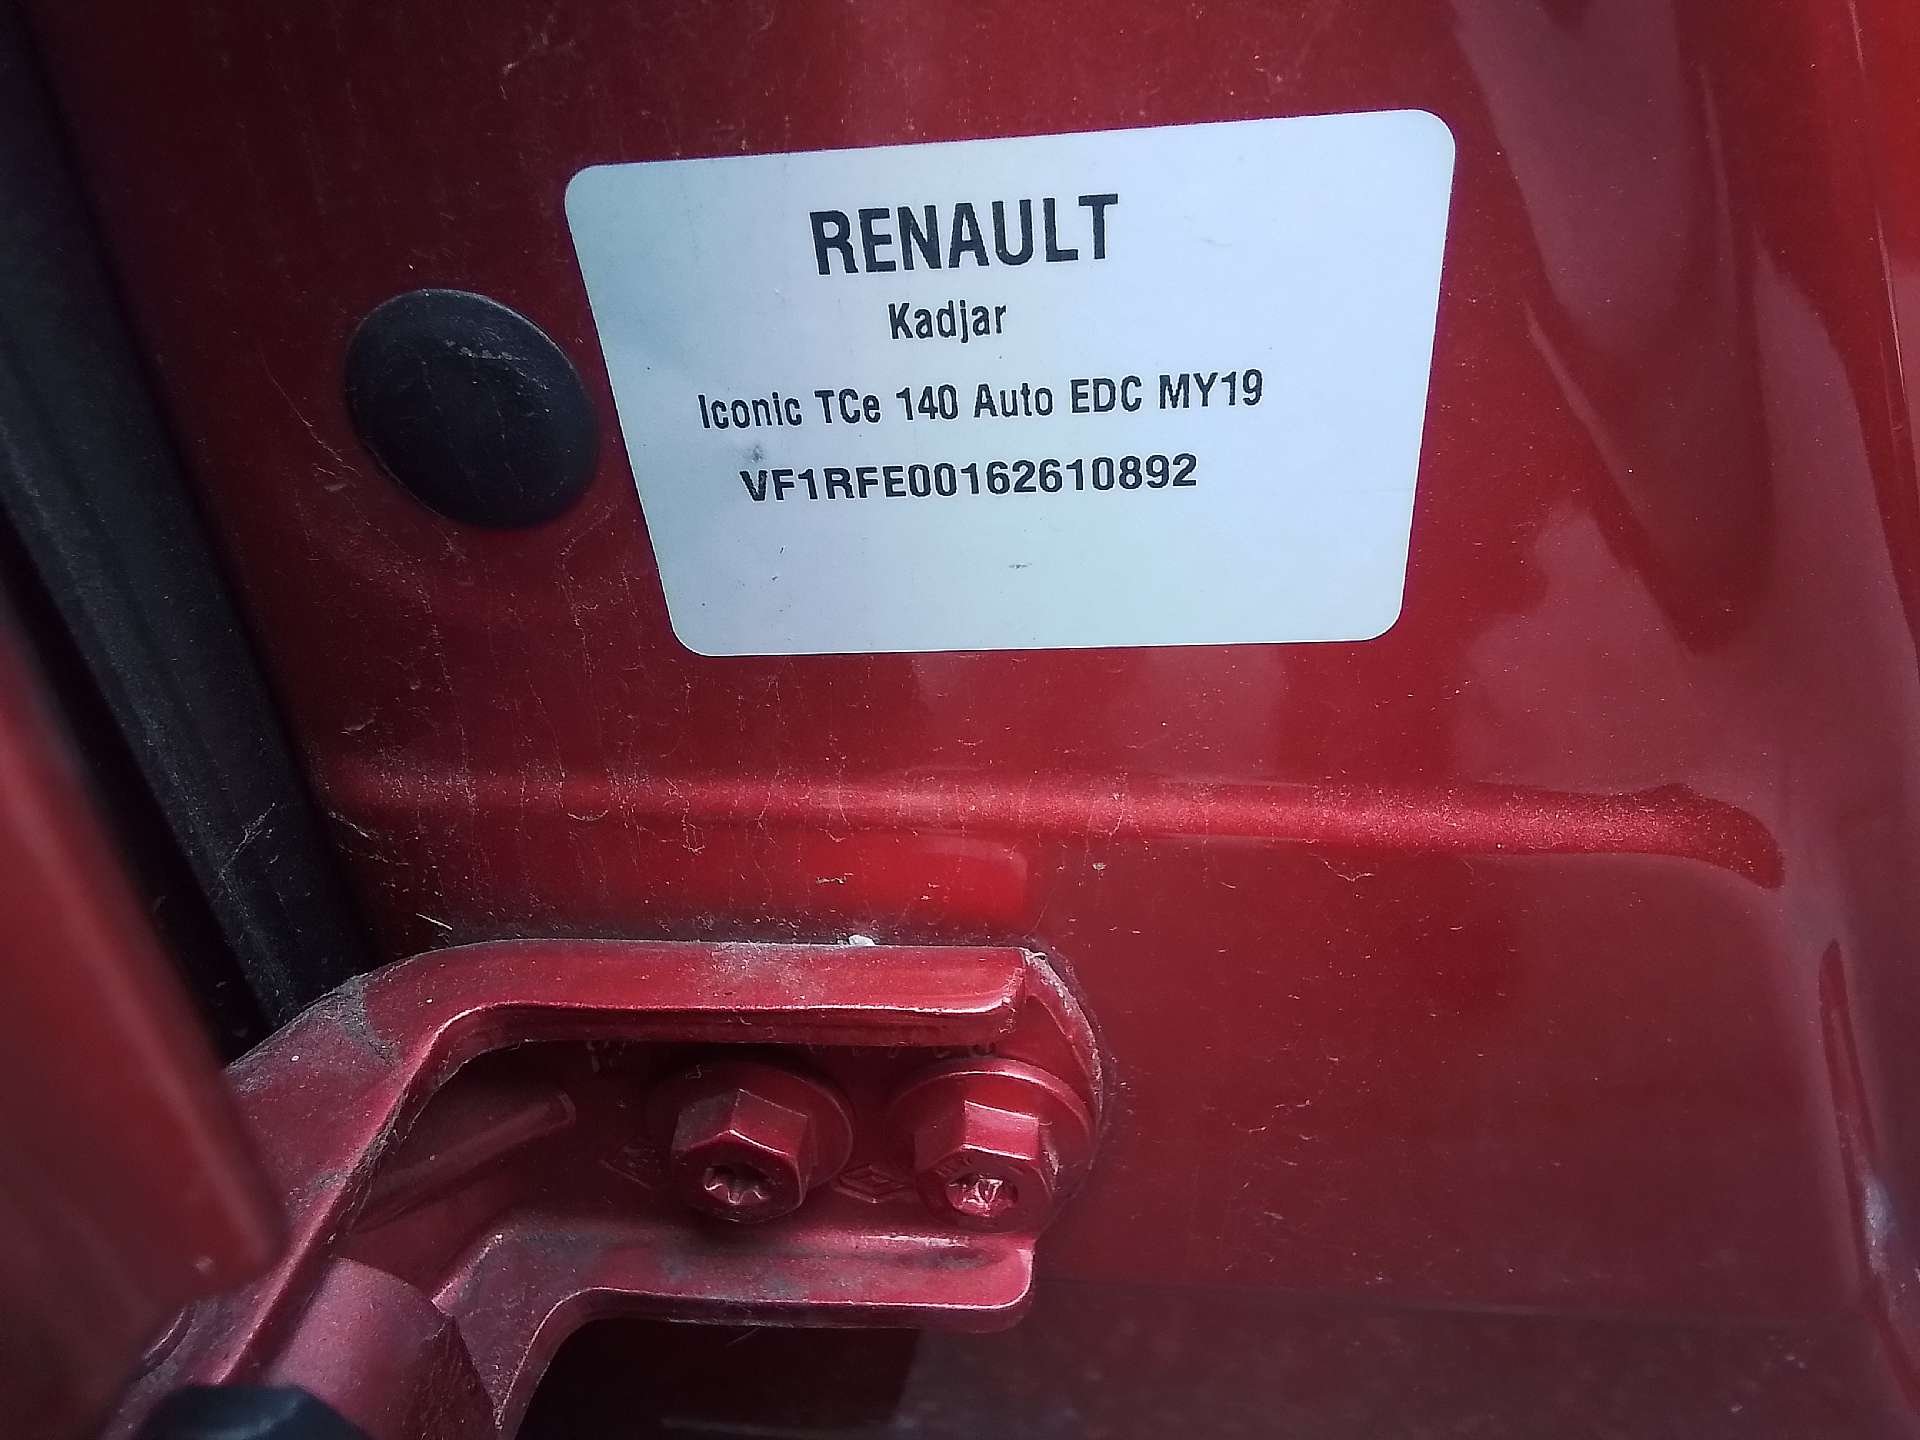 RENAULT
Kadjar
Iconic TCe 140 Auto EDC MY19
VF1RFE00162610892